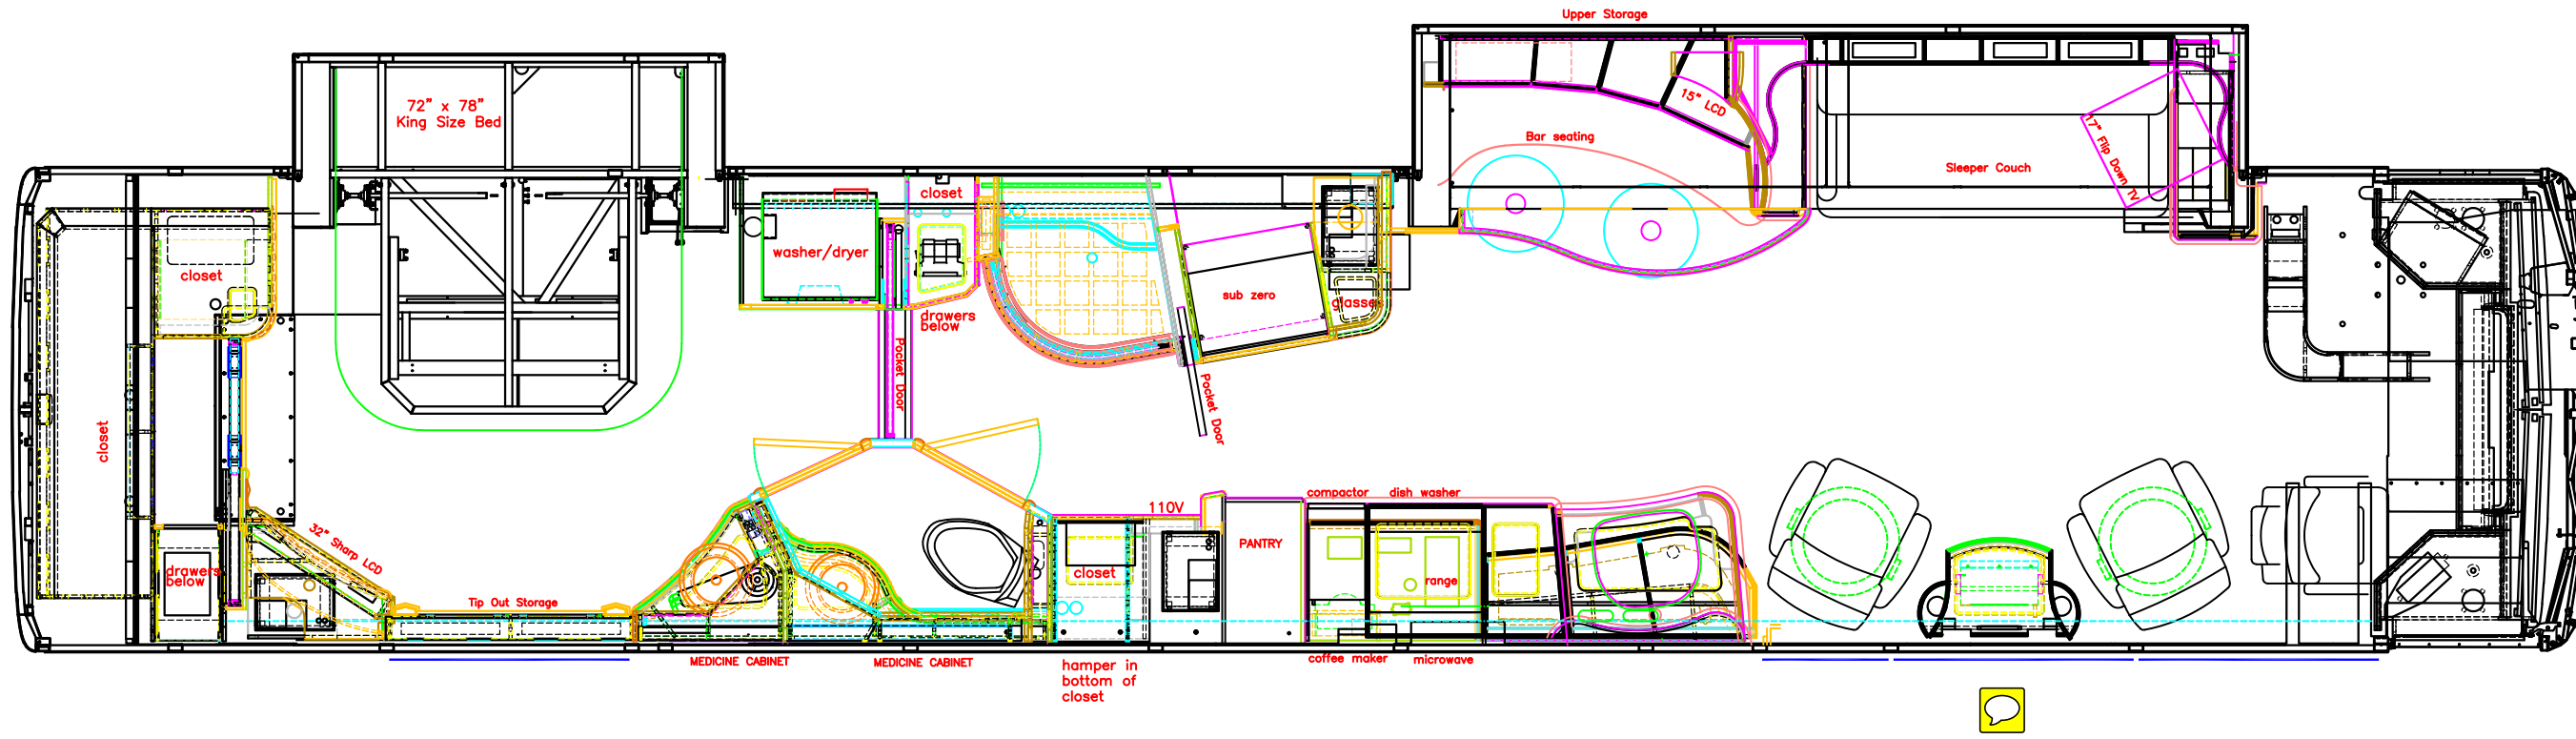 Upper Storage
72" x 78"
King Size Bed
15" LCD
17" Flip Down TV
Bar seating
Sleeper Couch
closet
washer/dryer
closet
sub zero
glasses
drawers
below
Pocket Door
Pocket Door
closet
compactor
dish washer
110V
32" Sharp LCD
PANTRY
drawers
below
closet
range
Tip Out Storage
MEDICINE CABINET
MEDICINE CABINET
hamper in
bottom of
closet
coffee maker
microwave